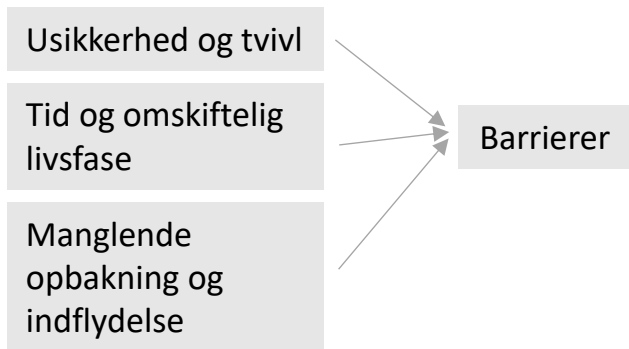 Usikkerhed og tvivl
Tid og omskiftelig
livsfase
Manglende
opbakning og
indflydelse
Barrierer